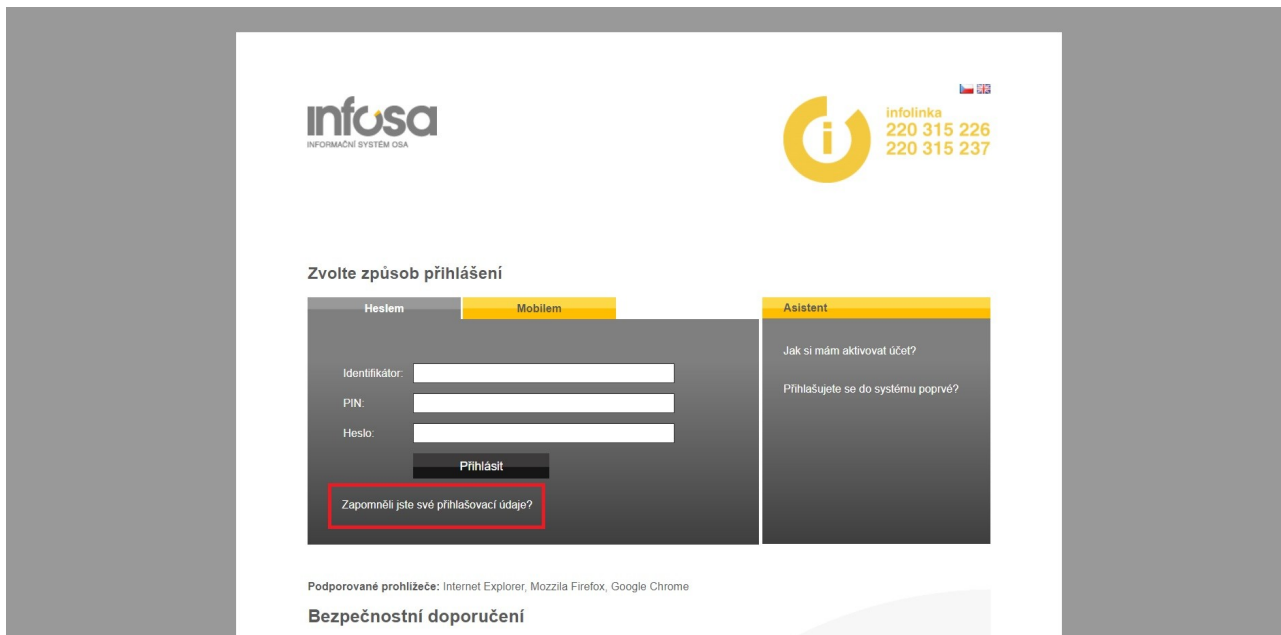 infosa
INFORMAČNÍ SYSTÉM OSA
i
infolinka
220 315 226
220 315 237
Zvolte způsob přihlášení
Heslem
Mobilem
Identifikátor:
PIN:
Heslo:
Přihlásit
Zapomněli jste své přihlašovací údaje?
Asistent
Jak si mám aktivovat účet?
Přihlašujete se do systému poprvé?
Podporované prohlížeče: Internet Explorer, Mozzila Firefox, Google Chrome
Bezpečnostní doporučení